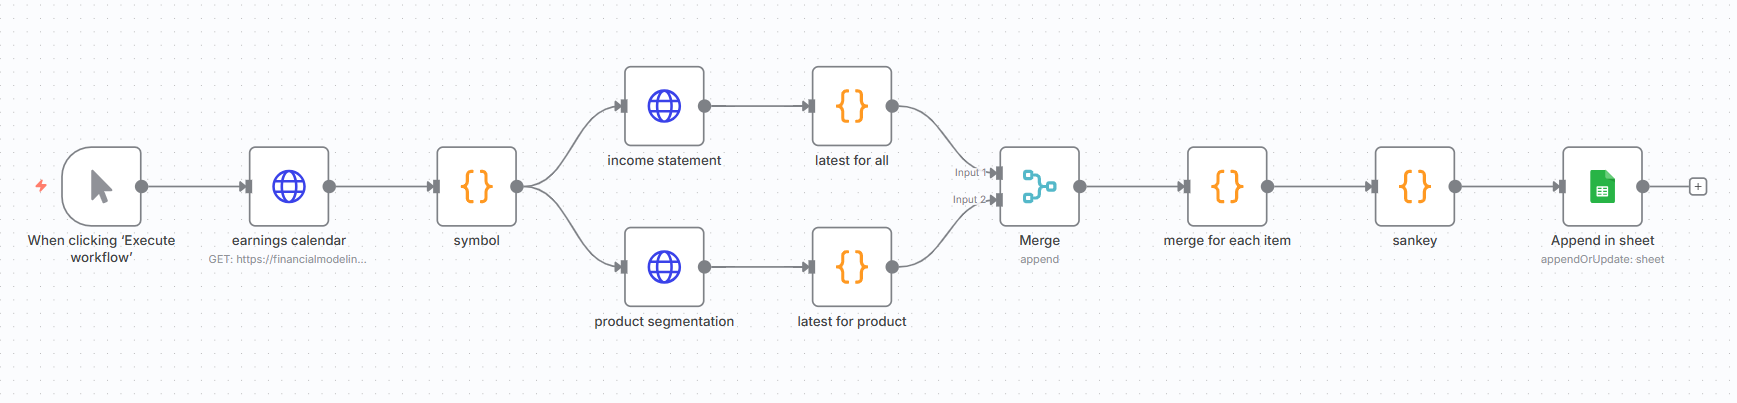 When clicking ‘Execute
workflow’
earnings calendar
GET: https://financialmodelin...
symbol
income statement
latest for all
product segmentation
latest for product
Input 1
Input 2
Merge
append
merge for each item
sankey
Append in sheet
appendOrUpdate: sheet